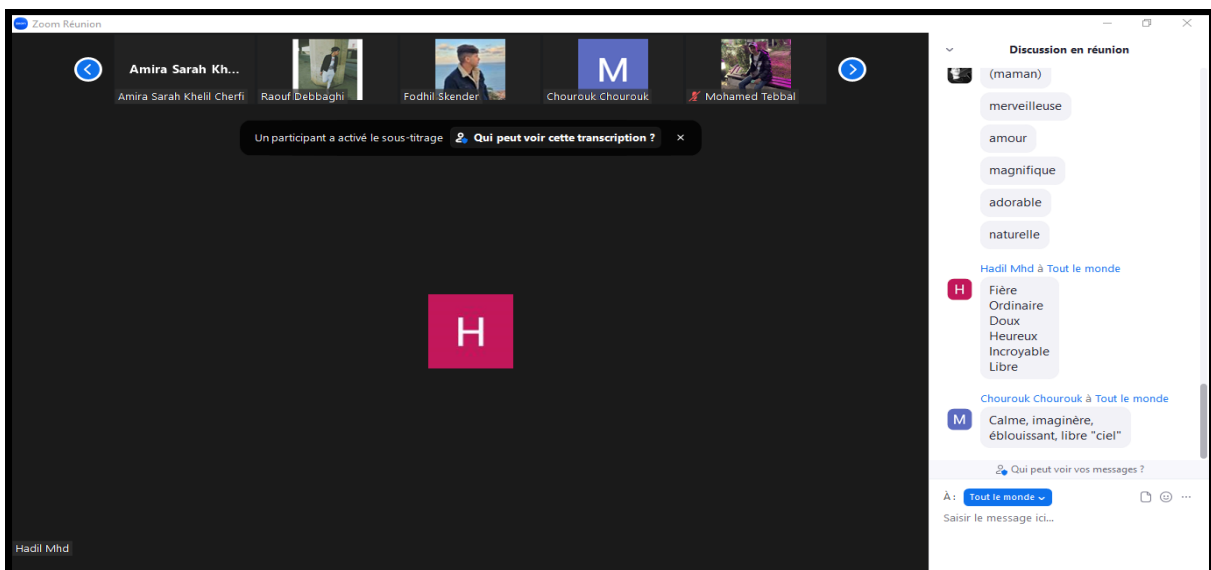 zoom Zoom Réunion
Amira Sarah Kh...
M
Amira Sarah Khelil Cherfi
Raouf Debbaghi
Fodhil Skender
Chourouk Chourouk
Mohamed Tebbal
Un participant a activé le sous-titrage Qui peut voir cette transcription ?
H
Hadil Mhd
Discussion en réunion
(maman)
merveilleuse
amour
magnifique
adorable
naturelle
Hadil Mhd à Tout le monde
H
Fière
Ordinaire
Doux
Heureux
Incroyable
Libre
Chourouk Chourouk à Tout le monde
M
Calme, imaginère,
éblouissant, libre "ciel"
Qui peut voir vos messages ?
À : Tout le monde
Saisir le message ici...